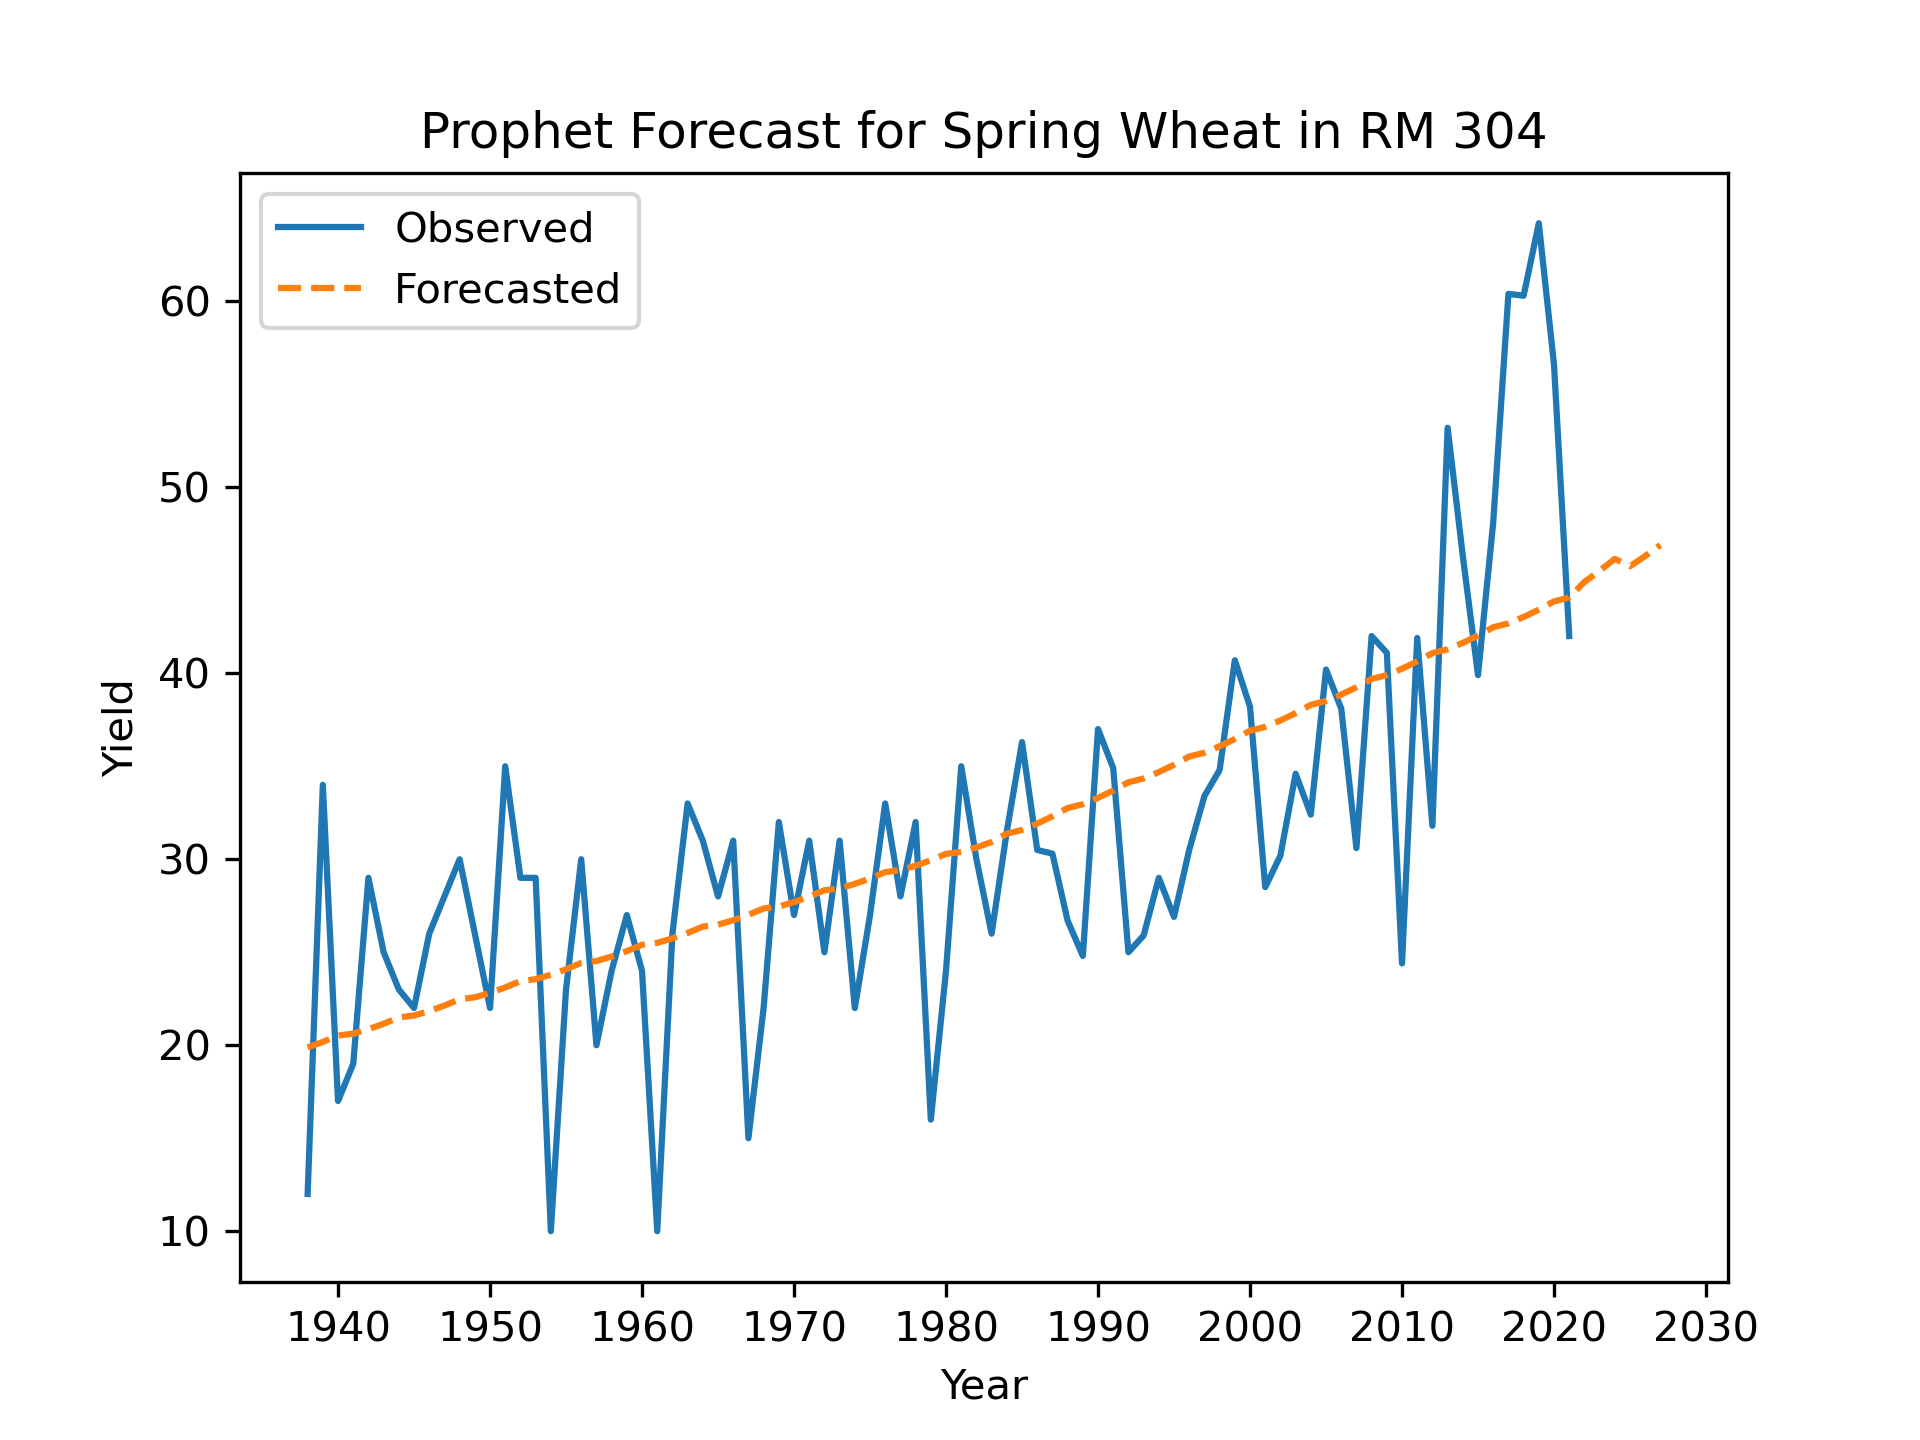 Prophet Forecast for Spring Wheat in RM 304
Observed
Forecasted
60
50
40
30
20
10
Yield
1940 1950 1960 1970 1980 1990 2000 2010 2020 2030
Year